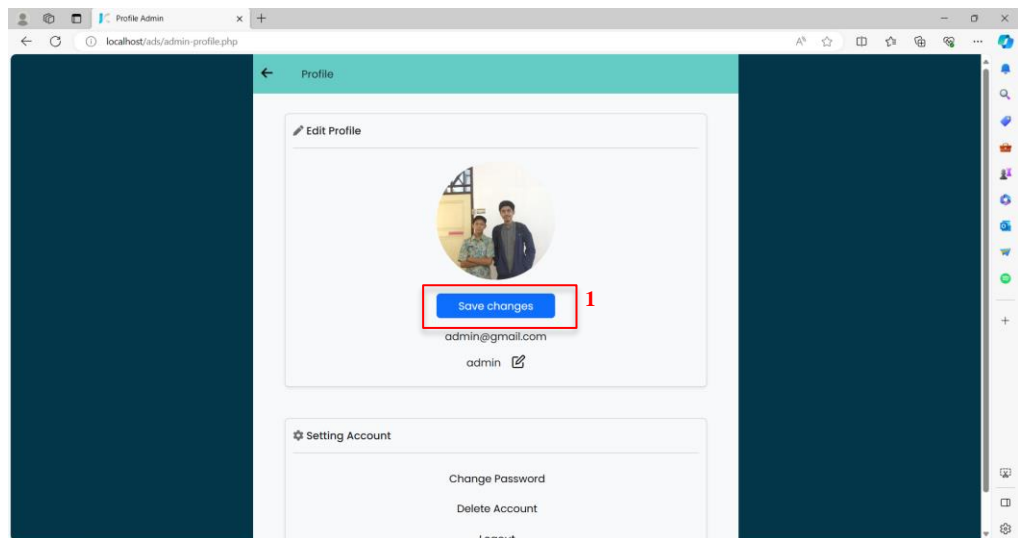 Profile Admin
localhost/ads/admin-profile.php
Profile
Edit Profile
Save changes
1
admin@gmail.com
admin
Setting Account
Change Password
Delete Account
Logout